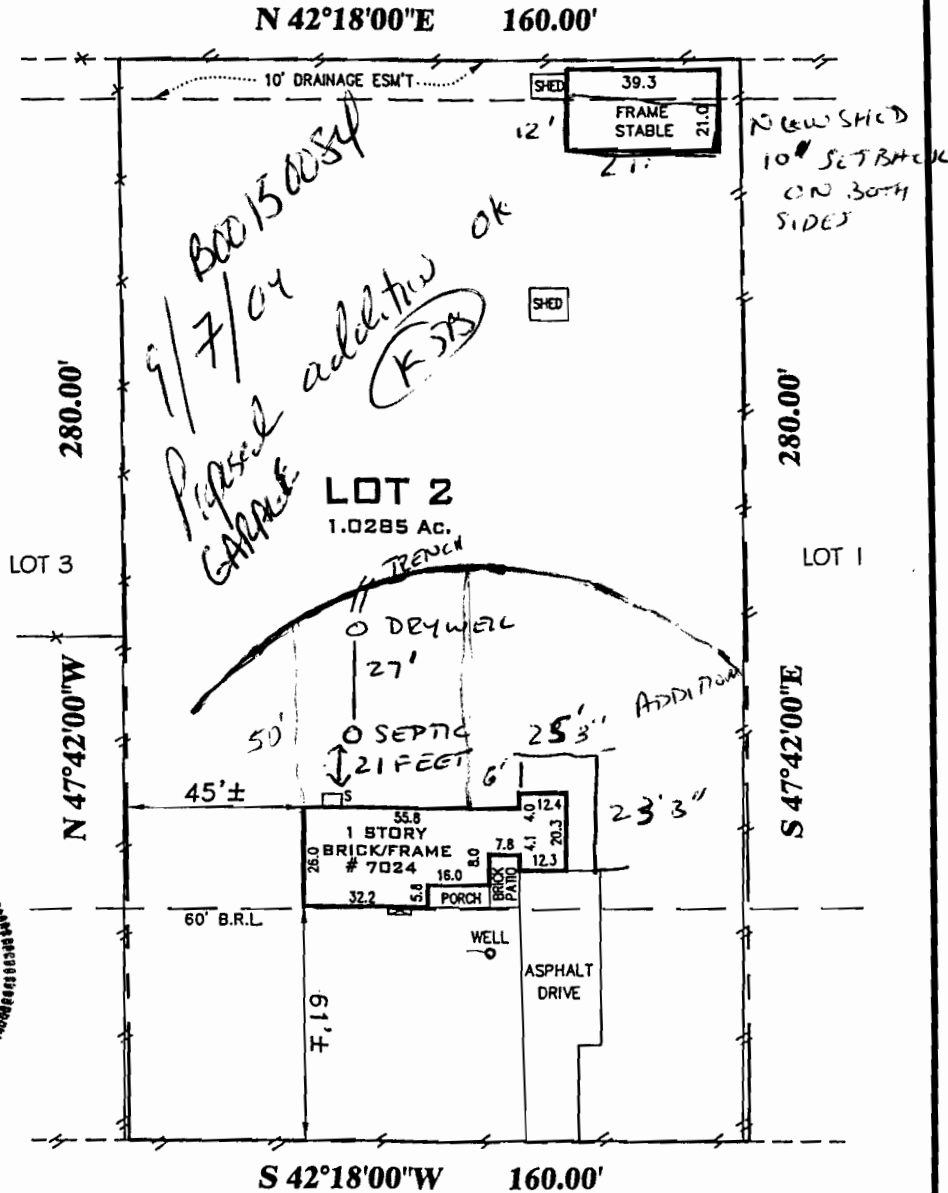 N 42°18'00"E 160.00'
10' DRAINAGE ESM'T
SHED
39.3
FRAME
STABLE
21.0
12'
NEW SHED
10" SETBACK
ON BOTH
SIDES
B00150084
9/7/04
Proposed addition OK
GARAGE
SHED
280.00'
280.00'
LOT 2
1.0285 Ac.
LOT 3
LOT 1
TRENCH
DRYWELL
27'
50'
SEPTIC
21 FEET
ADDITION
25'3"
6'
23'3"
N 47°42'00"W
S 47°42'00"E
45'±
S
55.8
4.0
12.4
1 STORY
BRICK/FRAME
# 7024
26.0
8.0
7.8
4.1
20.3
12.3
16.0
32.2
5.8
PORCH
BRICK
PATIO
60' B.R.L.
WELL
ASPHALT
DRIVE
61'±
S 42°18'00"W 160.00'